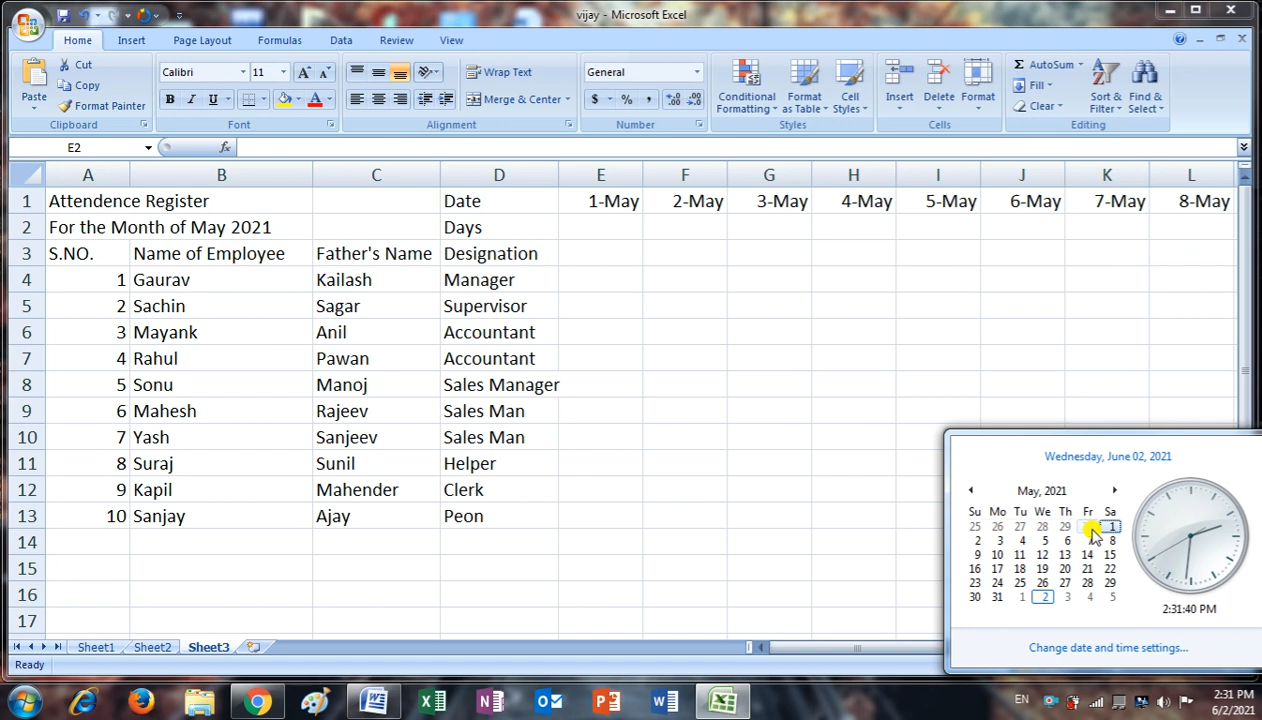 vijay - Microsoft Excel
Home Insert Page Layout Formulas Data Review View
Paste
Cut
Copy
Format Painter
Clipboard
Calibri 11
B I U
Font
Wrap Text
Merge & Center
Alignment
General
$ % ,
Number
Conditional Formatting
Format as Table
Cell Styles
Styles
Insert Delete Format
Cells
Σ AutoSum
Fill
Clear
Sort & Filter
Find & Select
Editing
E2 fx
A B C D E F G H I J K L
1 Attendence Register Date 1-May 2-May 3-May 4-May 5-May 6-May 7-May 8-May
2 For the Month of May 2021 Days
3 S.NO. Name of Employee Father's Name Designation
4 1 Gaurav Kailash Manager
5 2 Sachin Sagar Supervisor
6 3 Mayank Anil Accountant
7 4 Rahul Pawan Accountant
8 5 Sonu Manoj Sales Manager
9 6 Mahesh Rajeev Sales Man
10 7 Yash Sanjeev Sales Man
11 8 Suraj Sunil Helper
12 9 Kapil Mahender Clerk
13 10 Sanjay Ajay Peon
14
15
16
17
Wednesday, June 02, 2021
May, 2021
Su Mo Tu We Th Fr Sa
25 26 27 28 29 1
2 3 4 5 6 7 8
9 10 11 12 13 14 15
16 17 18 19 20 21 22
23 24 25 26 27 28 29
30 31 1 2 3 4 5
2:31:40 PM
Change date and time settings...
Sheet1 Sheet2 Sheet3
Ready
EN
2:31 PM
6/2/2021